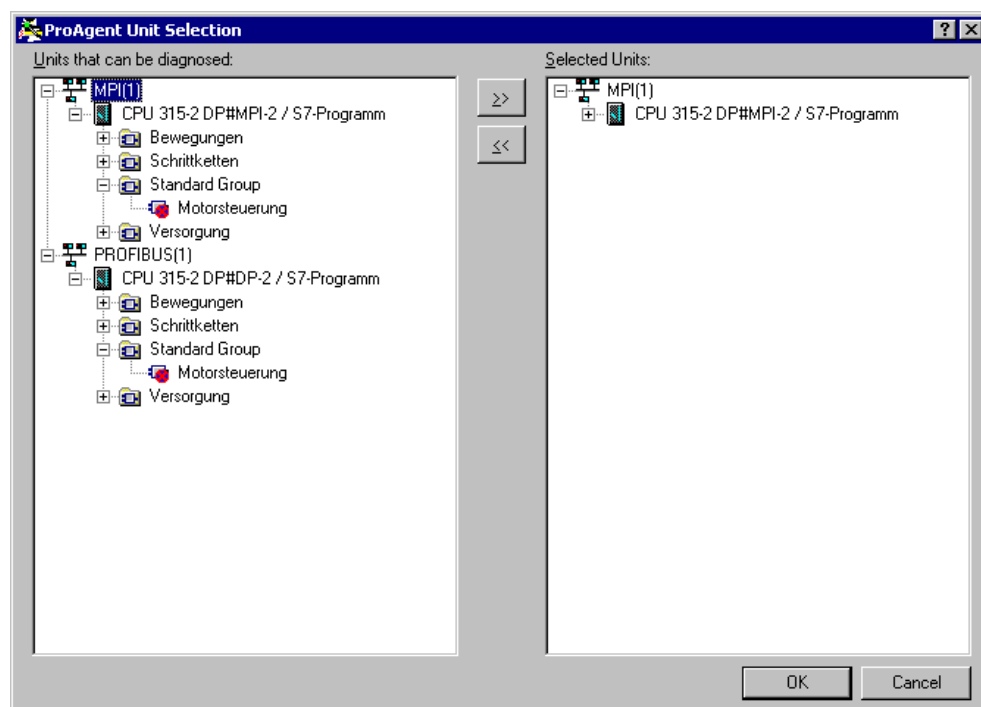 ProAgent Unit Selection
Units that can be diagnosed:
MPI(1)
CPU 315-2 DP#MPI-2 / S7-Programm
Bewegungen
Schrittketten
Standard Group
Motorsteuerung
Versorgung
PROFIBUS(1)
CPU 315-2 DP#DP-2 / S7-Programm
Bewegungen
Schrittketten
Standard Group
Motorsteuerung
Versorgung
>>
<<
Selected Units:
MPI(1)
CPU 315-2 DP#MPI-2 / S7-Programm
OK
Cancel